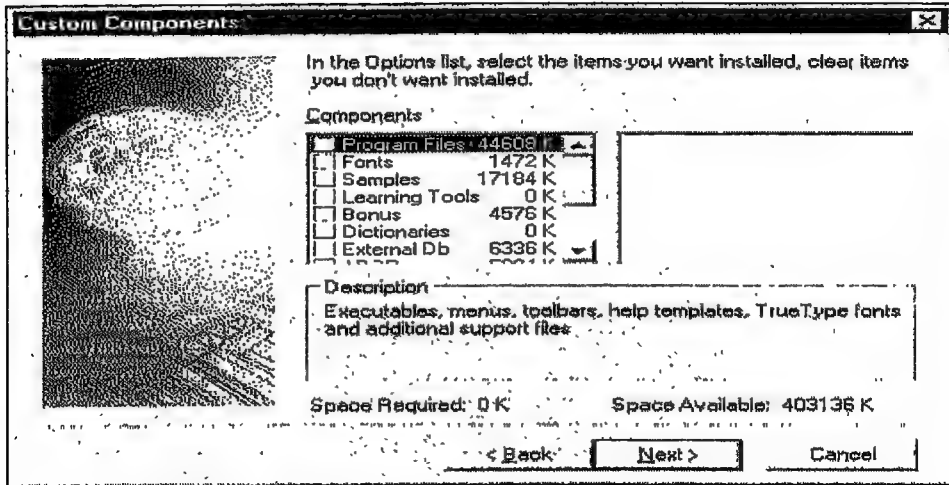 Custom Components
In the Options list, select the items you want installed, clear items
you don't want installed.
Components
Program Files 44608 K
Fonts 1472 K
Samples 17184 K
Learning Tools 0 K
Bonus 4576 K
Dictionaries 0 K
External Db 6336 K
Description
Executables, menus, toolbars, help templates, TrueType fonts
and additional support files
Space Required: 0 K Space Available: 403136 K
< Back Next > Cancel